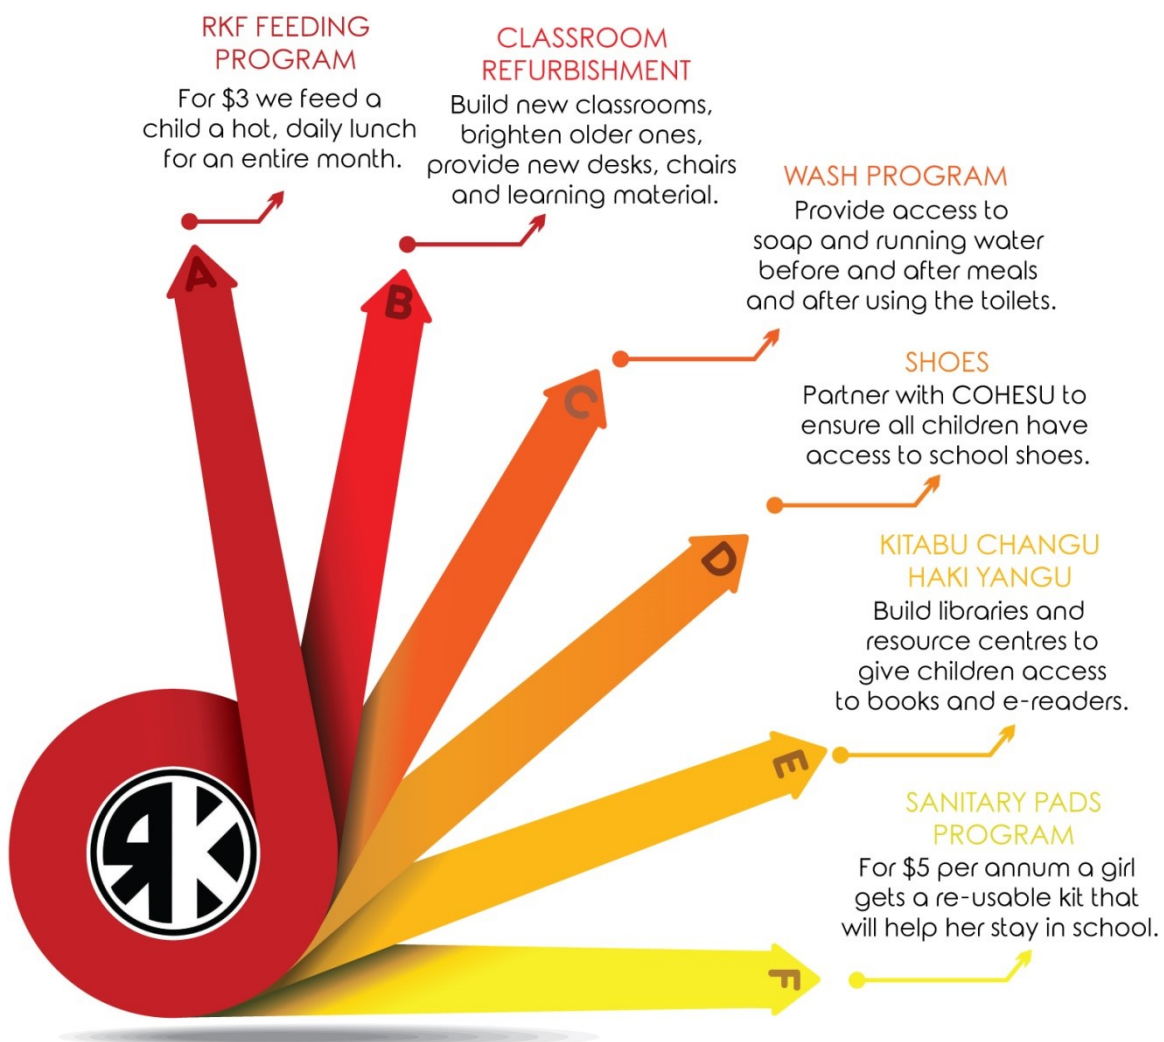 RKF FEEDING
PROGRAM
For $3 we feed a
child a hot, daily lunch
for an entire month.
CLASSROOM
REFURBISHMENT
Build new classrooms,
brighten older ones,
provide new desks, chairs
and learning material.
WASH PROGRAM
Provide access to
soap and running water
before and after meals
and after using the toilets.
SHOES
Partner with COHESU to
ensure all children have
access to school shoes.
KITABU CHANGU
HAKI YANGU
Build libraries and
resource centres to
give children access
to books and e-readers.
SANITARY PADS
PROGRAM
For $5 per annum a girl
gets a re-usable kit that
will help her stay in school.
A
B
C
D
E
F
RK